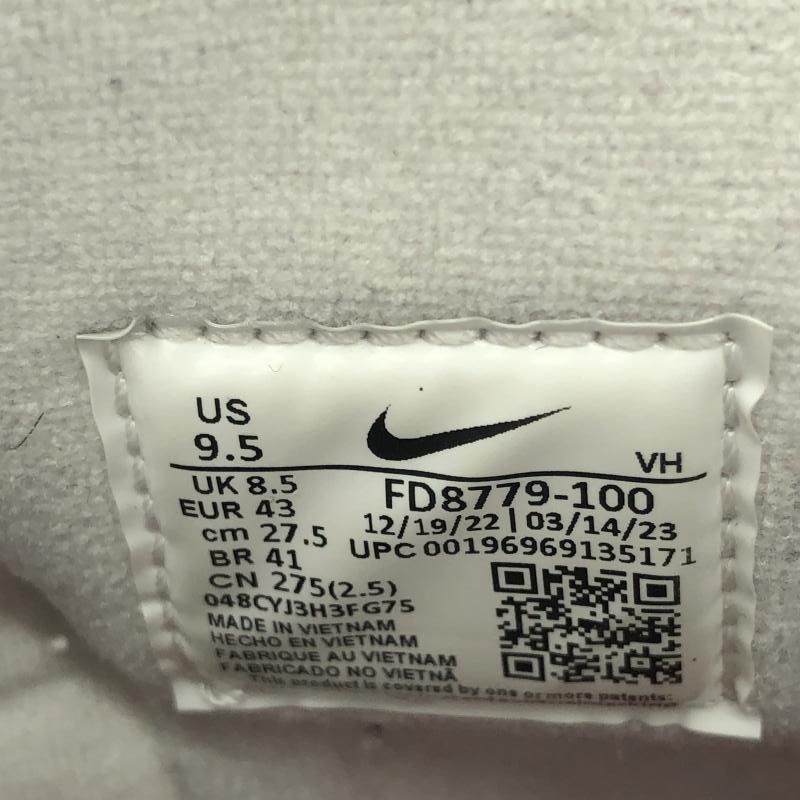 US
9.5
VH
UK 8.5
EUR 43
cm 27.5
BR 41
CN 275(2.5)
048CYJ3H3FG75
FD8779-100
12/19/22 | 03/14/23
UPC 00196969135171
MADE IN VIETNAM
HECHO EN VIETNAM
FABRIQUE AU VIETNAM
FABRICADO NO VIETNÃ
This product is covered by one or more patents: